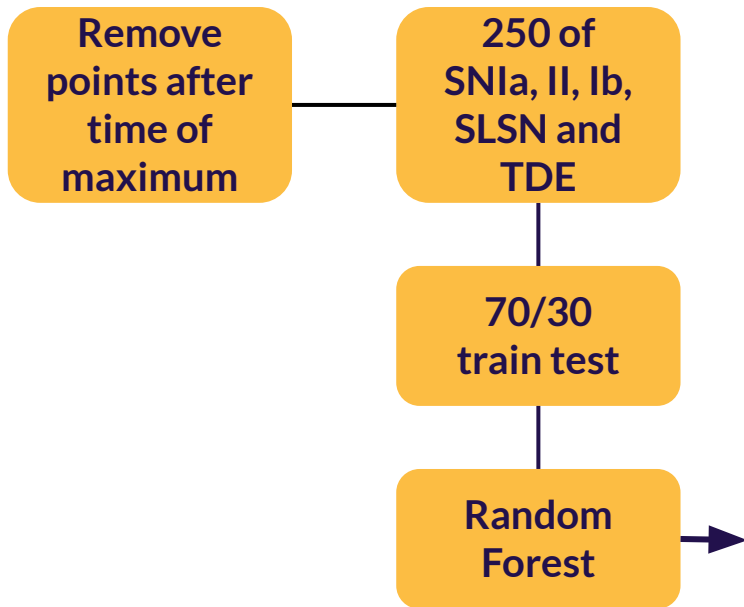 Remove
points after
time of
maximum
250 of
SNIa, II, Ib,
SLSN and
TDE
70/30
train test
Random
Forest